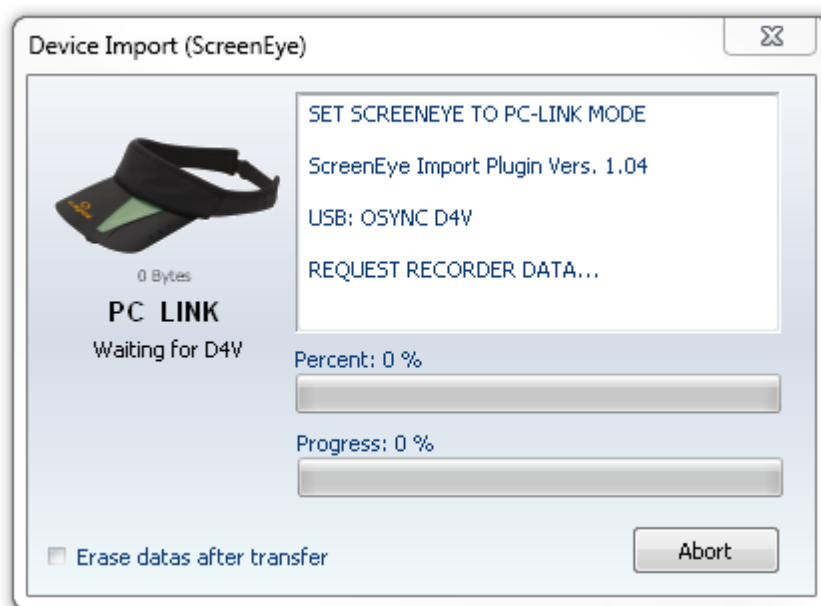 Device Import (ScreenEye)
SET SCREENEYE TO PC-LINK MODE
ScreenEye Import Plugin Vers. 1.04
USB: OSYNC D4V
REQUEST RECORDER DATA...
0 Bytes
PC LINK
Waiting for D4V
Percent: 0 %
Progress: 0 %
Erase datas after transfer
Abort